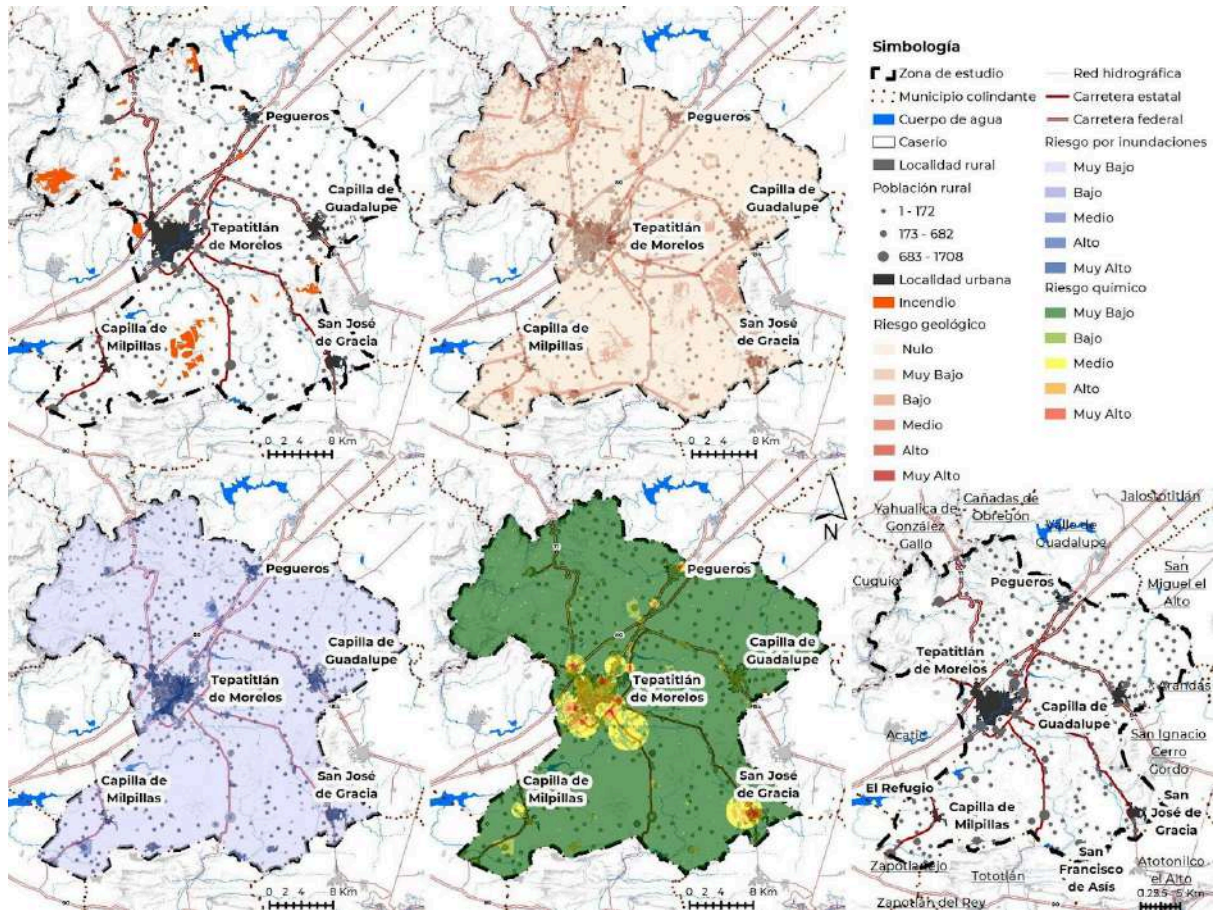 Pegueros
Capilla de
Guadalupe
Tepatitlán
de Morelos
Capilla de
Milpillas
San José
de Gracia
0 2 4 8 Km
Pegueros
Capilla de
Guadalupe
Tepatitlán
de Morelos
Capilla de
Milpillas
San José
de Gracia
0 2 4 8 Km
Simbología
Zona de estudio
Municipio colindante
Cuerpo de agua
Caserío
Localidad rural
Población rural
1 - 172
173 - 682
683 - 1708
Localidad urbana
Incendio
Riesgo geológico
Nulo
Muy Bajo
Bajo
Medio
Alto
Muy Alto
Red hidrográfica
Carretera estatal
Carretera federal
Riesgo por inundaciones
Muy Bajo
Bajo
Medio
Alto
Muy Alto
Riesgo químico
Muy Bajo
Bajo
Medio
Alto
Muy Alto
Pegueros
Capilla de
Guadalupe
Tepatitlán
de Morelos
Capilla de
Milpillas
San José
de Gracia
0 2 4 8 Km
N
Pegueros
Capilla de
Guadalupe
Tepatitlán
de Morelos
Capilla de
Milpillas
San José
de Gracia
0 2 4 8 Km
Yahualica de
González
Gallo
Cañadas de
Obregón
Jalostotitlán
Valle de
Guadalupe
Cuquío
Pegueros
San
Miguel el
Alto
Tepatitlán
de Morelos
Arandas
Capilla de
Guadalupe
Acatic
San Ignacio
Cerro
Gordo
El Refugio
Capilla de
Milpillas
San
José de
Gracia
San
Francisco
de Asís
Zapotlanejo
Tototlán
Atotonilco
el Alto
Zapotlán del Rey
5 Km